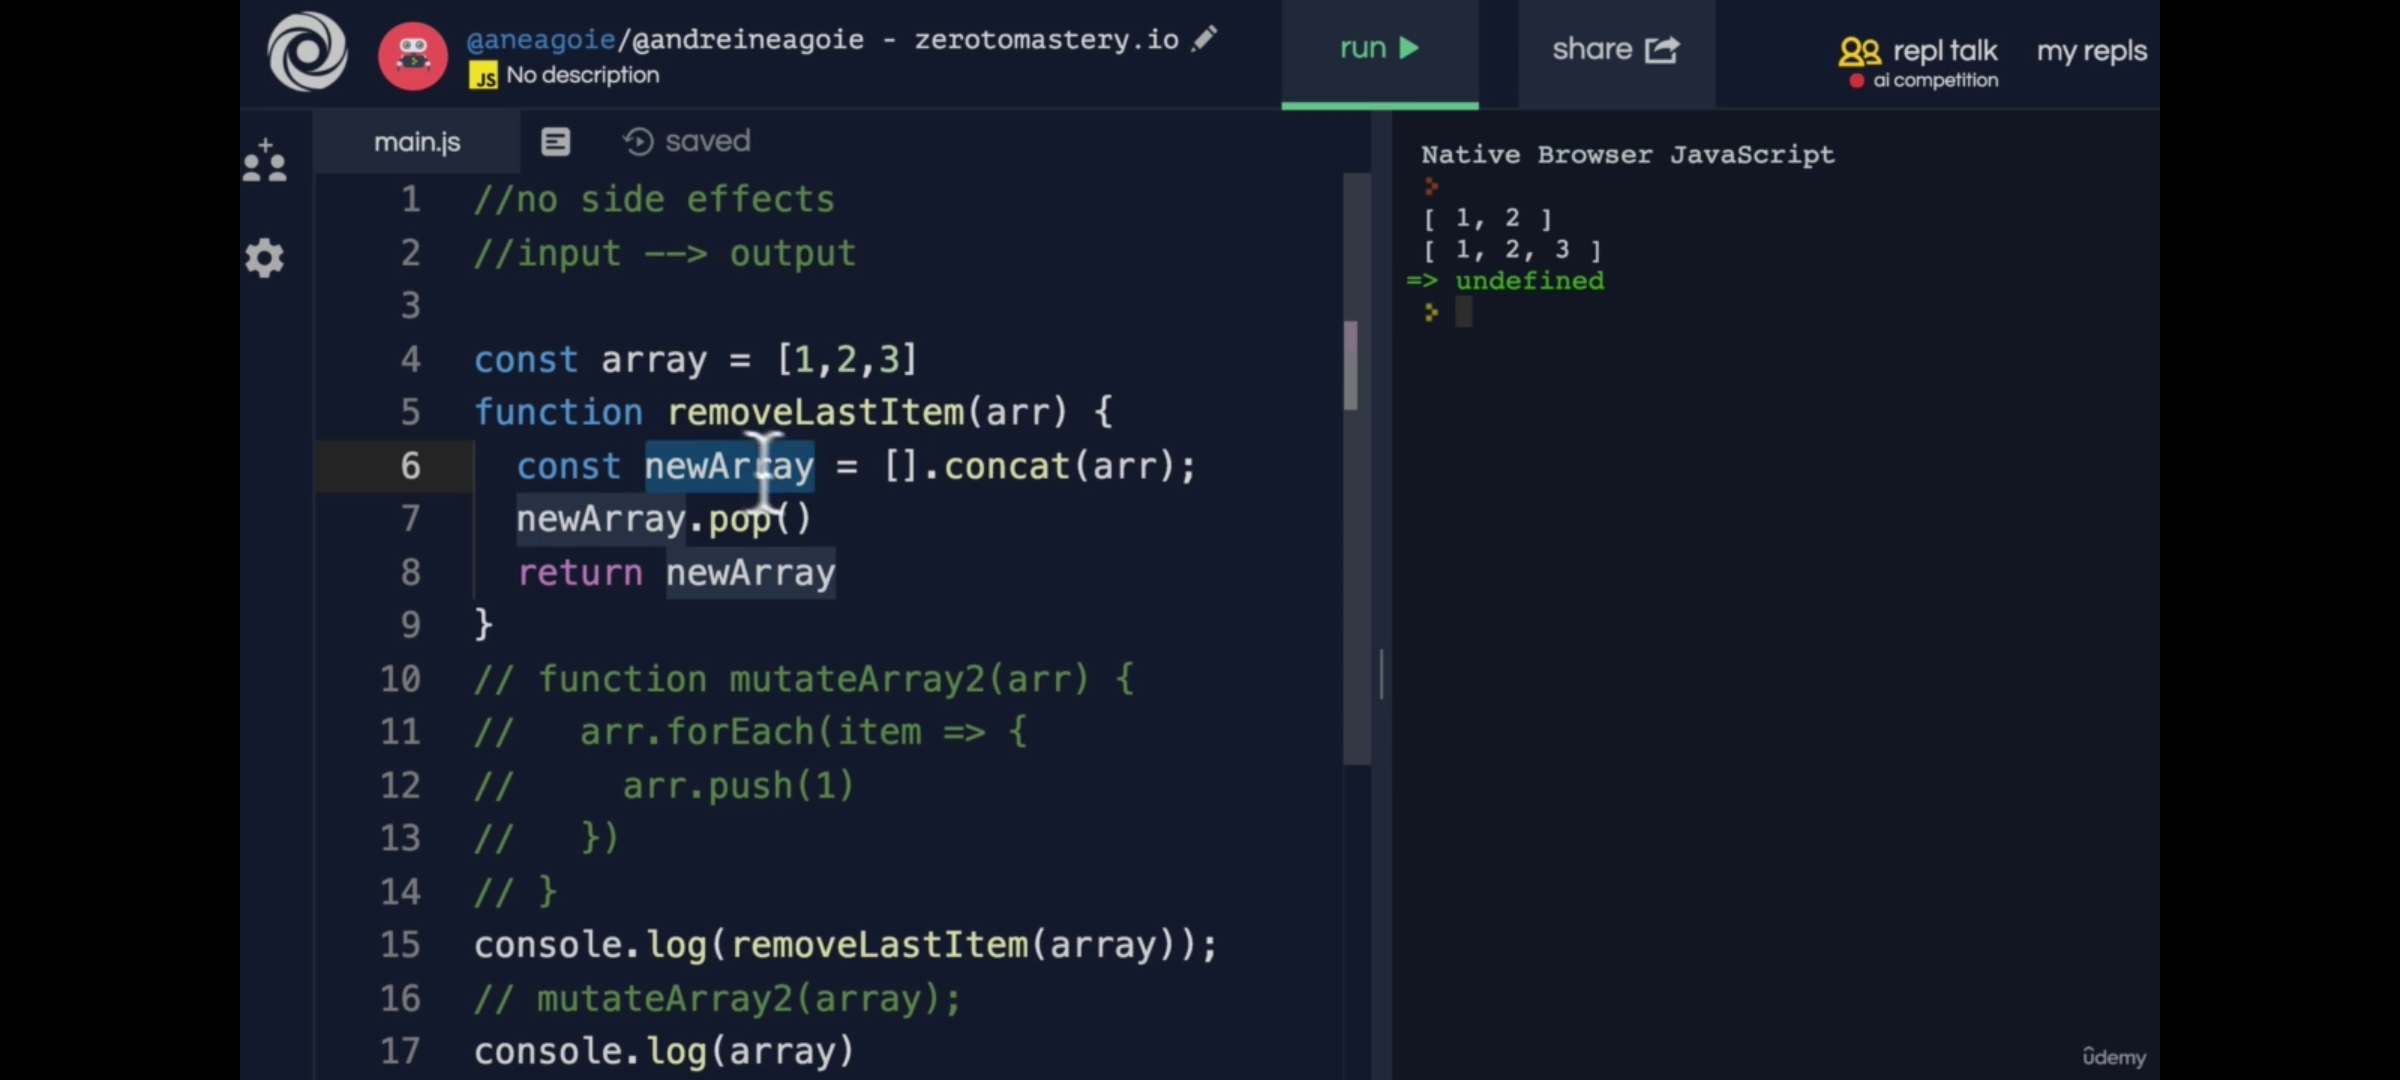 @aneagoie/@andreineagoie - zerotomastery.io
JS No description
run
share
repl talk
ai competition
my repls
main.js
saved
1 //no side effects
2 //input ––> output
3
4 const array = [1,2,3]
5 function removeLastItem(arr) {
6 const newArray = [].concat(arr);
7 newArray.pop()
8 return newArray
9 }
10 // function mutateArray2(arr) {
11 // arr.forEach(item => {
12 // arr.push(1)
13 // })
14 // }
15 console.log(removeLastItem(array));
16 // mutateArray2(array);
17 console.log(array)
Native Browser JavaScript
[ 1, 2 ]
[ 1, 2, 3 ]
=> undefined
ûdemy